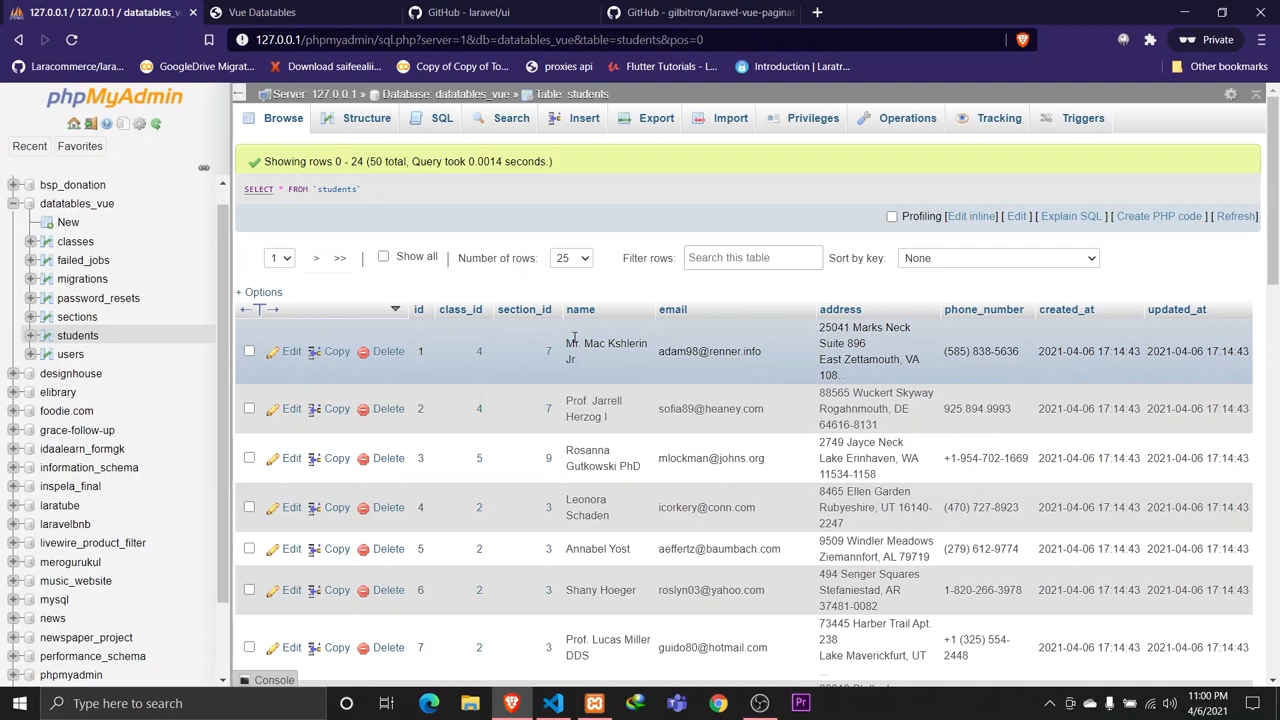 127.0.0.1 / 127.0.0.1 / datatables_
Vue Datatables
GitHub - laravel/ui
GitHub - gilbitron/laravel-vue-paginat
127.0.0.1/phpmyadmin/sql.php?server=1&db=datatables_vue&table=students&pos=0
Private
Laracommerce/lara...
GoogleDrive Migrat...
Download saifeealii...
Copy of Copy of To...
proxies api
Flutter Tutorials - L...
Introduction | Laratr...
Other bookmarks
phpMyAdmin
Recent
Favorites
bsp_donation
datatables_vue
New
classes
failed_jobs
migrations
password_resets
sections
students
users
designhouse
elibrary
foodie.com
grace-follow-up
idaalearn_formgk
information_schema
inspela_final
laratube
laravelbnb
livewire_product_filter
merogurukul
music_website
mysql
news
newspaper_project
performance_schema
phpmyadmin
Server: 127.0.0.1 » Database: datatables_vue » Table: students
Browse
Structure
SQL
Search
Insert
Export
Import
Privileges
Operations
Tracking
Triggers
Showing rows 0 - 24 (50 total, Query took 0.0014 seconds.)
SELECT * FROM `students`
Profiling [Edit inline] [ Edit ] [ Explain SQL ] [ Create PHP code ] [ Refresh]
1
>
>>
Show all
Number of rows:
25
Filter rows:
Search this table
Sort by key:
None
+ Options
id
class_id
section_id
name
email
address
phone_number
created_at
updated_at
Edit Copy Delete 1 4 7
Mr. Mac Kshlerin
Jr.
adam98@renner.info
25041 Marks Neck
Suite 896
East Zettamouth, VA
108...
(585) 838-5636
2021-04-06 17:14:43
2021-04-06 17:14:43
Edit Copy Delete 2 4 7
Prof. Jarrell
Herzog I
sofia89@heaney.com
88565 Wuckert Skyway
Rogahnmouth, DE
64616-8131
925.894.9993
2021-04-06 17:14:43
2021-04-06 17:14:43
Edit Copy Delete 3 5 9
Rosanna
Gutkowski PhD
mlockman@johns.org
2749 Jayce Neck
Lake Erinhaven, WA
11534-1158
+1-954-702-1669
2021-04-06 17:14:43
2021-04-06 17:14:43
Edit Copy Delete 4 2 3
Leonora
Schaden
icorkery@conn.com
8465 Ellen Garden
Rubyeshire, UT 16140-
2247
(470) 727-8923
2021-04-06 17:14:43
2021-04-06 17:14:43
Edit Copy Delete 5 2 3
Annabel Yost
aeffertz@baumbach.com
9509 Windler Meadows
Ziemannfort, AL 79719
(279) 612-9774
2021-04-06 17:14:43
2021-04-06 17:14:43
Edit Copy Delete 6 2 3
Shany Hoeger
roslyn03@yahoo.com
494 Senger Squares
Stefaniestad, AR
37481-0082
1-820-266-3978
2021-04-06 17:14:43
2021-04-06 17:14:43
Edit Copy Delete 7 2 3
Prof. Lucas Miller
DDS
guido80@hotmail.com
73445 Harber Trail Apt.
238
Lake Maverickfurt, UT
...
+1 (325) 554-
2448
2021-04-06 17:14:43
2021-04-06 17:14:43
Console
Type here to search
11:00 PM
4/6/2021